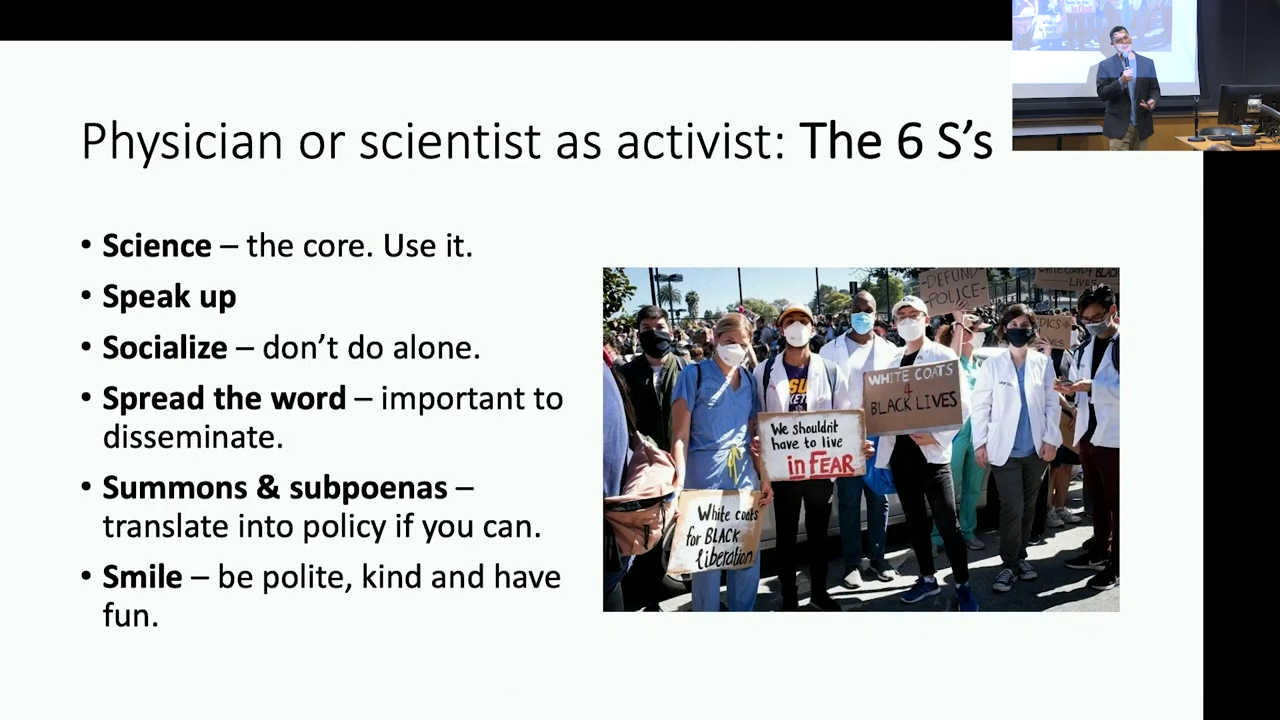 Physician or scientist as activist: The 6 S's
• Science – the core. Use it.
• Speak up
• Socialize – don't do alone.
• Spread the word – important to
disseminate.
• Summons & subpoenas –
translate into policy if you can.
• Smile – be polite, kind and have
fun.
-DEFUND-
POLICE-
WHITE COATS
4
BLACK LIVES
We shouldn't
have to live
in FEAR
White coats
for BLACK
liberation